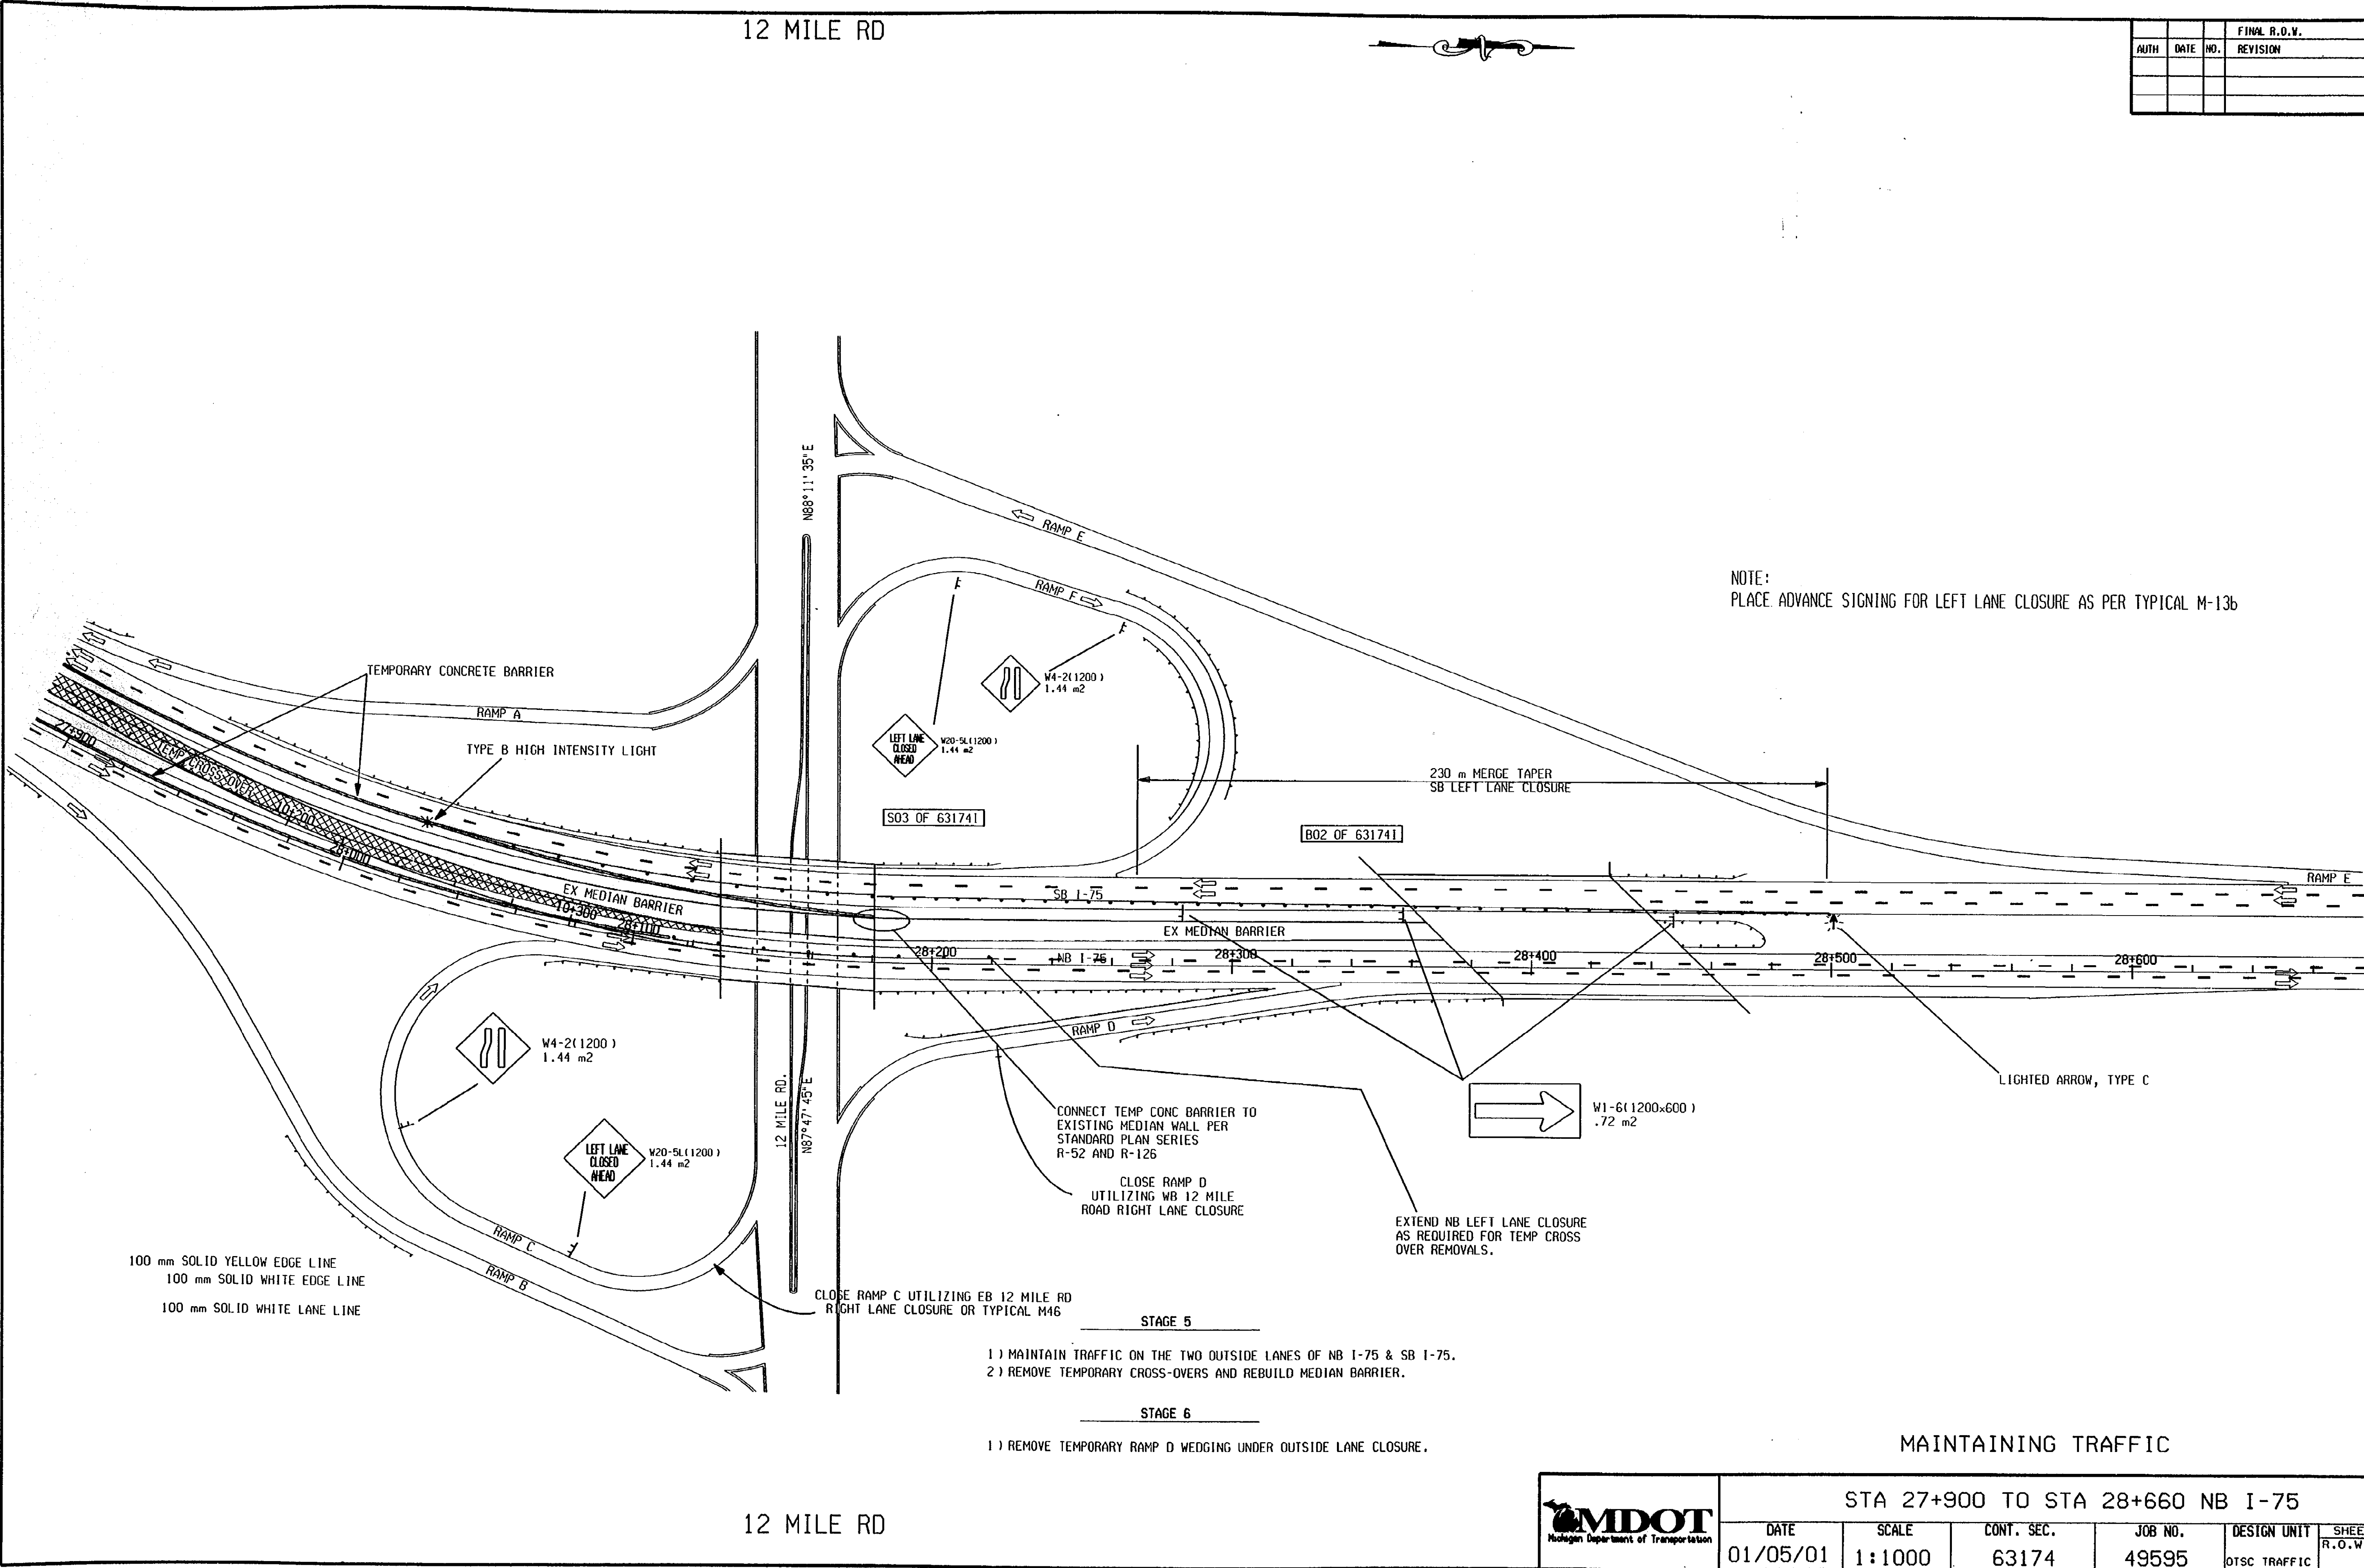 12 MILE RD
FINAL R.O.W.
AUTH DATE NO. REVISION
N88°11'35"E
RAMP E
RAMP F
NOTE:
PLACE ADVANCE SIGNING FOR LEFT LANE CLOSURE AS PER TYPICAL M-13b
TEMPORARY CONCRETE BARRIER
W4-2(1200)
1.44 m2
RAMP A
LEFT LANE
CLOSED
AHEAD
W20-5L(1200)
1.44 m2
TYPE B HIGH INTENSITY LIGHT
27+900
TEMP CROSS-OVER
230 m MERGE TAPER
SB LEFT LANE CLOSURE
10+200
S03 OF 63174I
B02 OF 63174I
28+000
RAMP E
EX MEDIAN BARRIER
SB I-75
10+300
28+100
EX MEDIAN BARRIER
28+200
NB I-75
28+300
28+400
28+500
28+600
RAMP D
W4-2(1200)
1.44 m2
12 MILE RD.
N87°47'45"E
LIGHTED ARROW, TYPE C
W1-6(1200x600)
.72 m2
CONNECT TEMP CONC BARRIER TO
EXISTING MEDIAN WALL PER
STANDARD PLAN SERIES
R-52 AND R-126
LEFT LANE
CLOSED
AHEAD
W20-5L(1200)
1.44 m2
CLOSE RAMP D
UTILIZING WB 12 MILE
ROAD RIGHT LANE CLOSURE
EXTEND NB LEFT LANE CLOSURE
AS REQUIRED FOR TEMP CROSS
OVER REMOVALS.
RAMP C
RAMP B
100 mm SOLID YELLOW EDGE LINE
100 mm SOLID WHITE EDGE LINE
100 mm SOLID WHITE LANE LINE
CLOSE RAMP C UTILIZING EB 12 MILE RD
RIGHT LANE CLOSURE OR TYPICAL M46
STAGE 5
1) MAINTAIN TRAFFIC ON THE TWO OUTSIDE LANES OF NB I-75 & SB I-75.
2) REMOVE TEMPORARY CROSS-OVERS AND REBUILD MEDIAN BARRIER.
STAGE 6
1) REMOVE TEMPORARY RAMP D WEDGING UNDER OUTSIDE LANE CLOSURE.
MAINTAINING TRAFFIC
12 MILE RD
MDOT
Michigan Department of Transportation
STA 27+900 TO STA 28+660 NB I-75
DATE SCALE CONT. SEC. JOB NO. DESIGN UNIT SHEE
R.O.W
01/05/01 1:1000 63174 49595 OTSC TRAFFIC